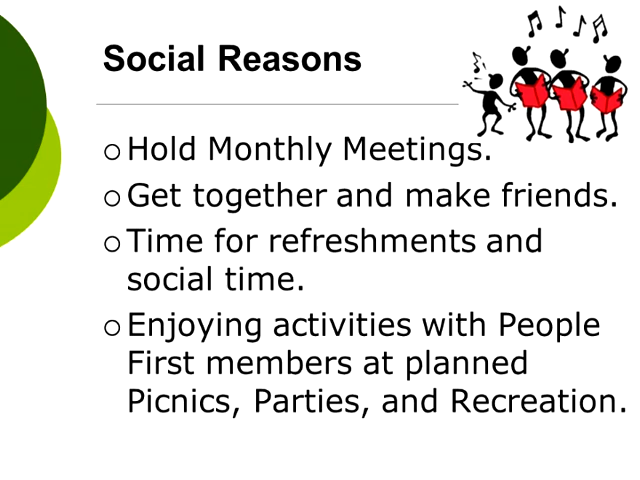 Social Reasons
Hold Monthly Meetings.
Get together and make friends.
Time for refreshments and
social time.
Enjoying activities with People
First members at planned
Picnics, Parties, and Recreation.